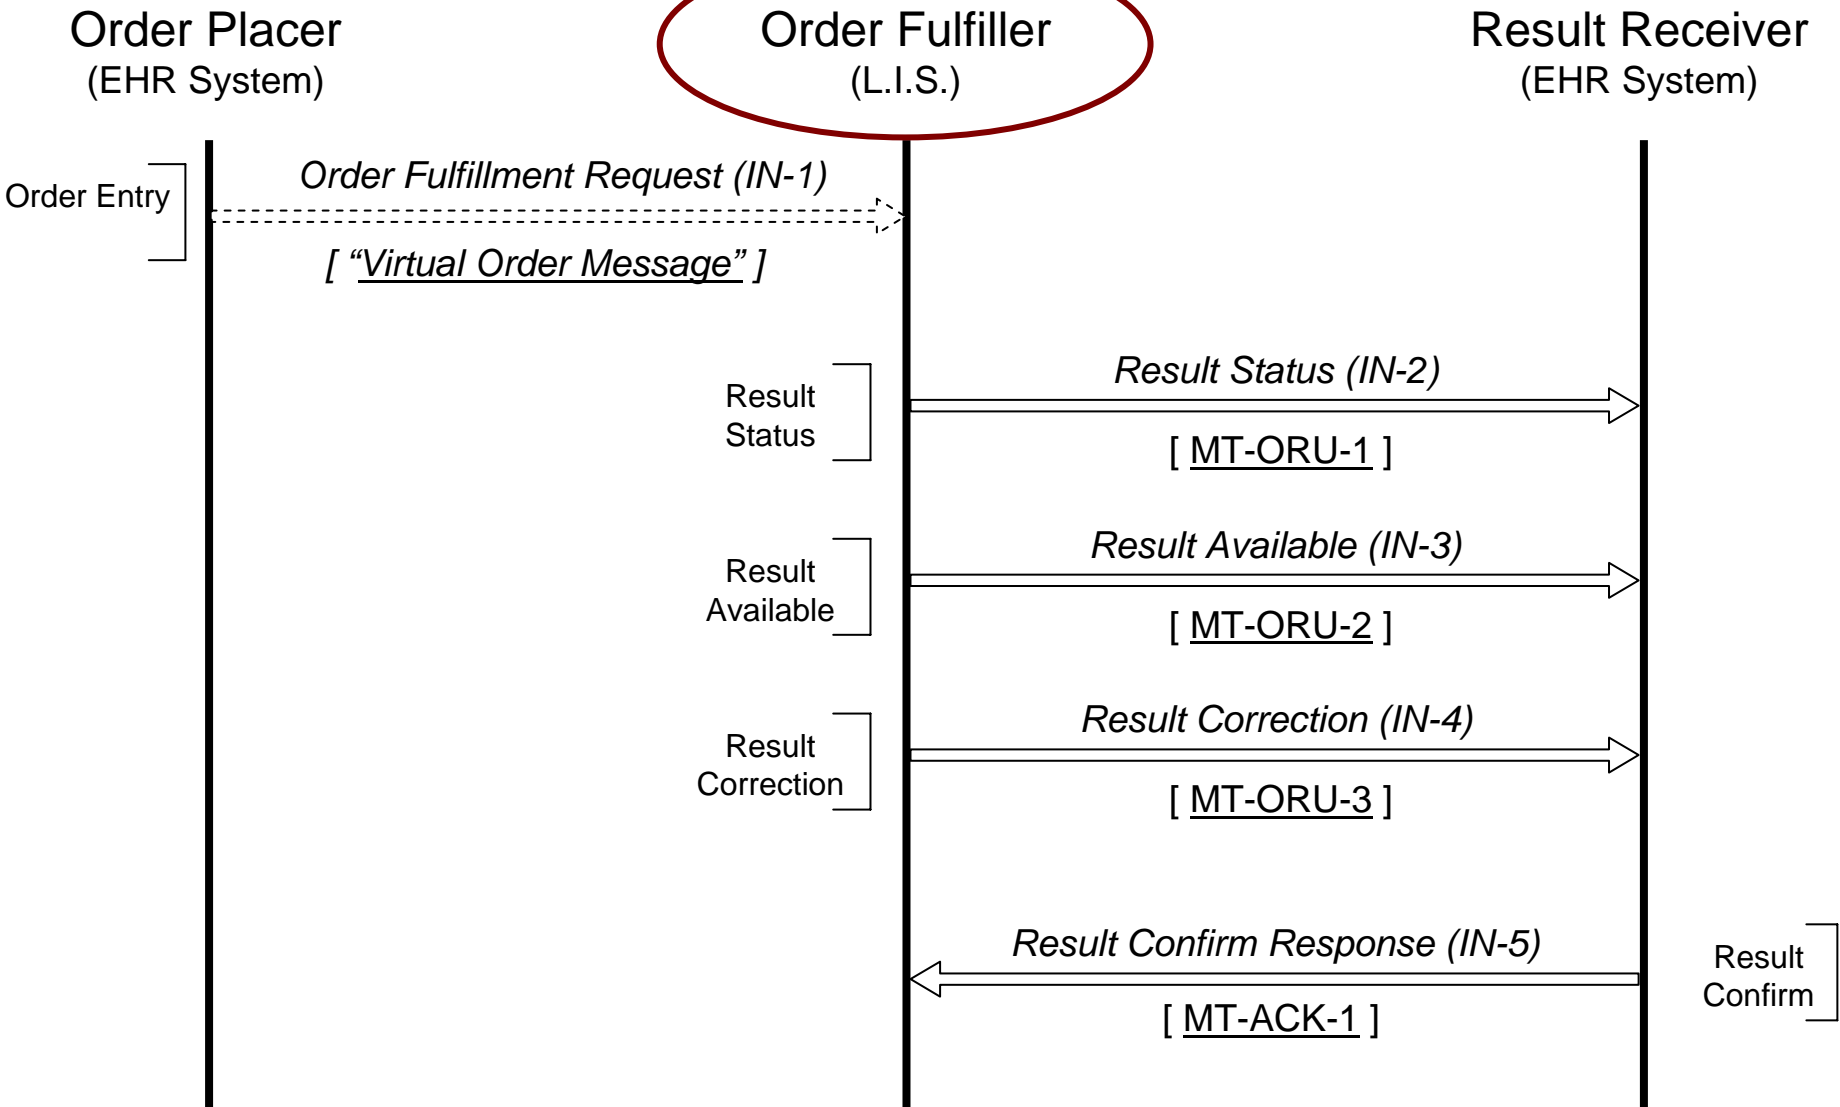 Order Placer
(EHR System)
Order Fulfiller
(L.I.S.)
Result Receiver
(EHR System)
Order Entry
Order Fulfillment Request (IN-1)
[ “Virtual Order Message” ]
Result
Status
Result Status (IN-2)
[ MT-ORU-1 ]
Result
Available
Result Available (IN-3)
[ MT-ORU-2 ]
Result
Correction
Result Correction (IN-4)
[ MT-ORU-3 ]
Result Confirm Response (IN-5)
[ MT-ACK-1 ]
Result
Confirm